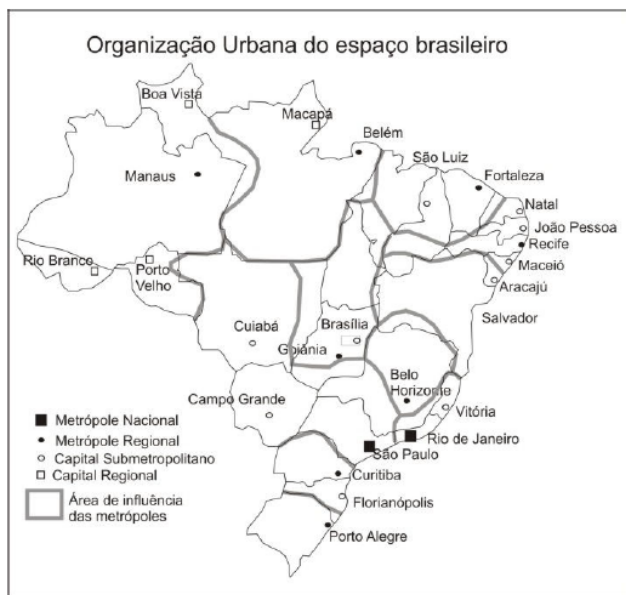 Organização Urbana do espaço brasileiro
Boa Vista
Macapá
Belém
São Luiz
Manaus
Fortaleza
Natal
João Pessoa
Recife
Rio Branco
Porto
Velho
Maceió
Aracajú
Salvador
Cuiabá
Brasília
Goiânia
Belo
Horizonte
Campo Grande
Vitória
Rio de Janeiro
São Paulo
Curitiba
Florianópolis
Porto Alegre
Metrópole Nacional
Metrópole Regional
Capital Submetropolitano
Capital Regional
Área de influência
das metrópoles